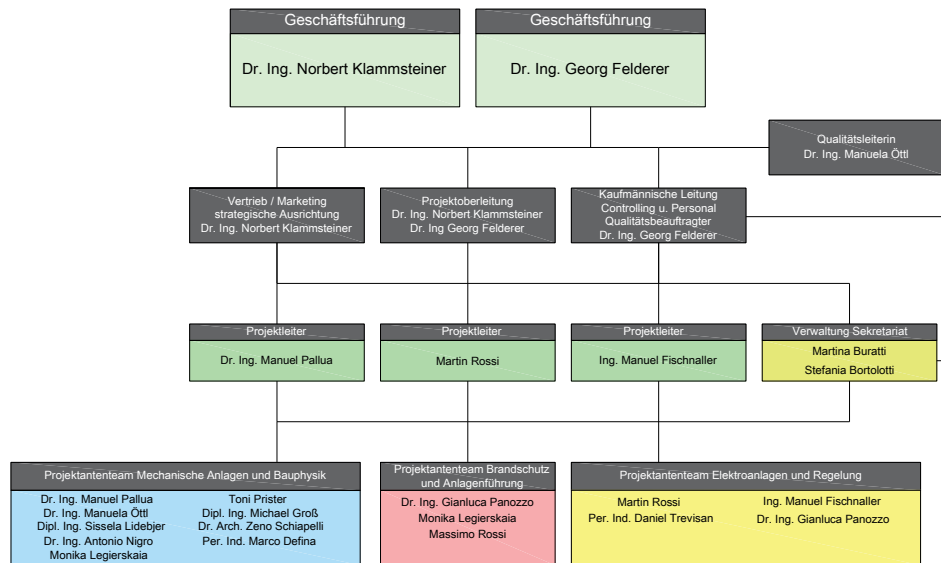 Geschäftsführung
Dr. Ing. Norbert Klammsteiner
Geschäftsführung
Dr. Ing. Georg Felderer
Qualitätsleiterin
Dr. Ing. Manuela Öttl
Vertrieb / Marketing
strategische Ausrichtung
Dr. Ing. Norbert Klammsteiner
Projektoberleitung
Dr. Ing. Norbert Klammsteiner
Dr. Ing Georg Felderer
Kaufmännische Leitung
Controlling u. Personal
Qualitätsbeauftragter
Dr. Ing. Georg Felderer
Projektleiter
Dr. Ing. Manuel Pallua
Projektleiter
Martin Rossi
Projektleiter
Ing. Manuel Fischnaller
Verwaltung Sekretariat
Martina Buratti
Stefania Bortolotti
Projektantenteam Mechanische Anlagen und Bauphysik
Dr. Ing. Manuel Pallua
Dr. Ing. Manuela Öttl
Dipl. Ing. Sissela Lidebjer
Dr. Ing. Antonio Nigro
Monika Legierskaia
Toni Prister
Dipl. Ing. Michael Groß
Dr. Arch. Zeno Schiapelli
Per. Ind. Marco Defina
Projektantenteam Brandschutz
und Anlagenführung
Dr. Ing. Gianluca Panozzo
Monika Legierskaia
Massimo Rossi
Projektantenteam Elektroanlagen und Regelung
Martin Rossi
Per. Ind. Daniel Trevisan
Ing. Manuel Fischnaller
Dr. Ing. Gianluca Panozzo